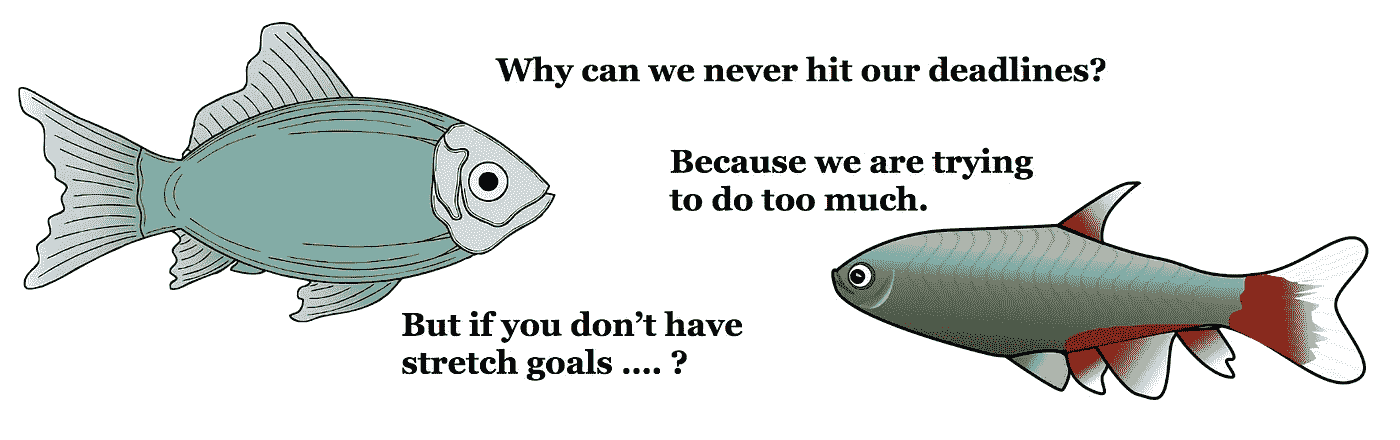 Why can we never hit our deadlines?
Because we are trying
to do too much.
But if you don’t have
stretch goals .... ?